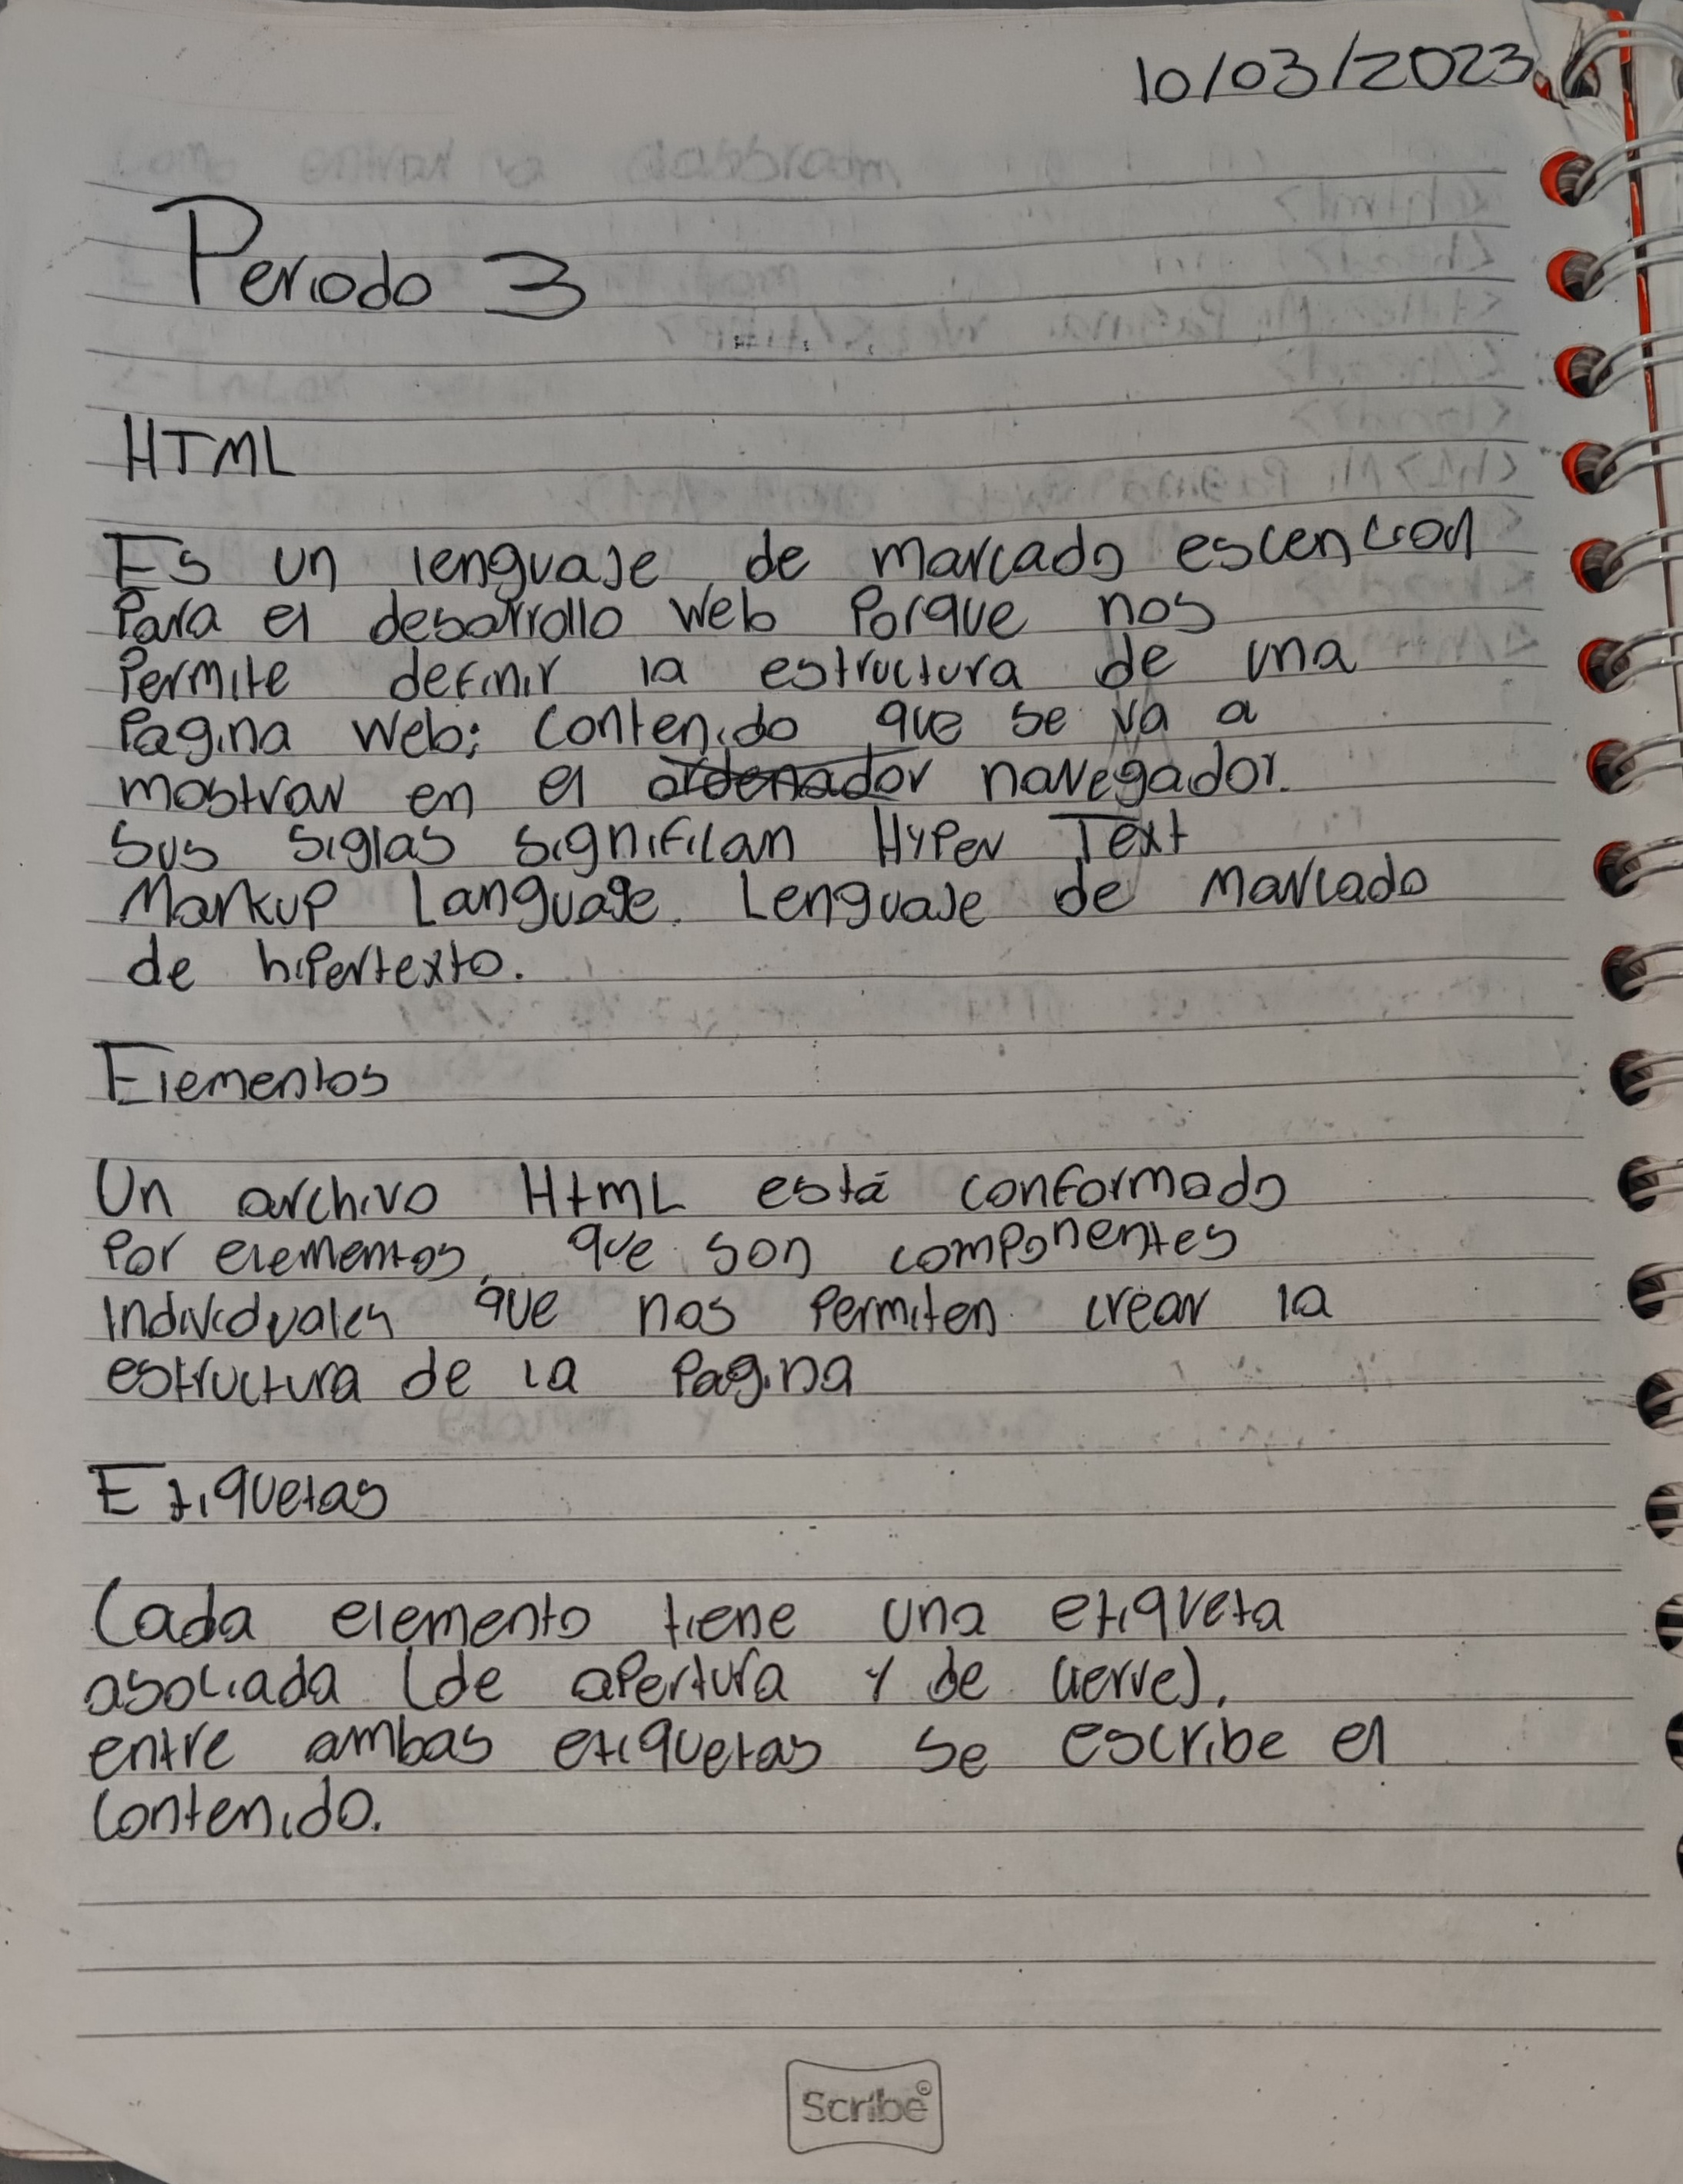 10/03/2023
Periodo 3
HTML
Es un lenguaje de marcado escencial
Para el desarrollo web Porque nos
Permite definir la estructura de una
Pagina web; contenido que se va a
mostrar en el ordenador navegador.
Sus siglas significan Hyper Text
Markup Language. Lenguaje de Marcado
de hipertexto.
Elementos
Un archivo HtmL está conformado
Por elementos, que son componentes
individuales que nos Permiten crear la
estructura de la Pagina
Etiquetas
Cada elemento tiene una etiqueta
asociada (de apertura y de cierre).
entre ambas etiquetas se escribe el
contenido.
Scribe®